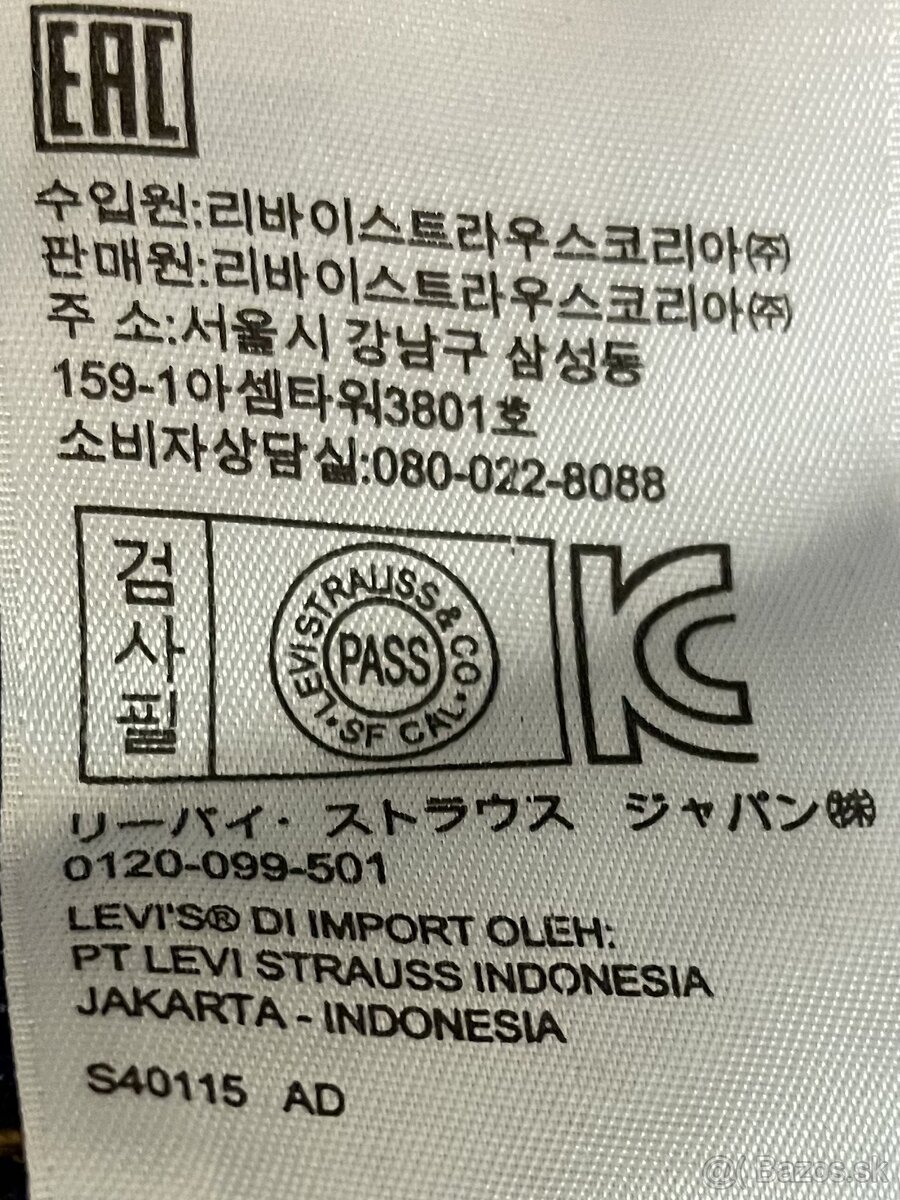 EAC
수입원:리바이스트라우스코리아㈜
판매원:리바이스트라우스코리아㈜
주 소:서울시 강남구 삼성동
159-1아셈타워3801호
소비자상담실:080-022-8088
검사필
LEVI STRAUSS & CO
PASS
SF CAL
KC
リーバイ・ストラウス ジャパン㈱
0120-099-501
LEVI'S® DI IMPORT OLEH:
PT LEVI STRAUSS INDONESIA
JAKARTA - INDONESIA
S40115 AD
@( Bazos.sk